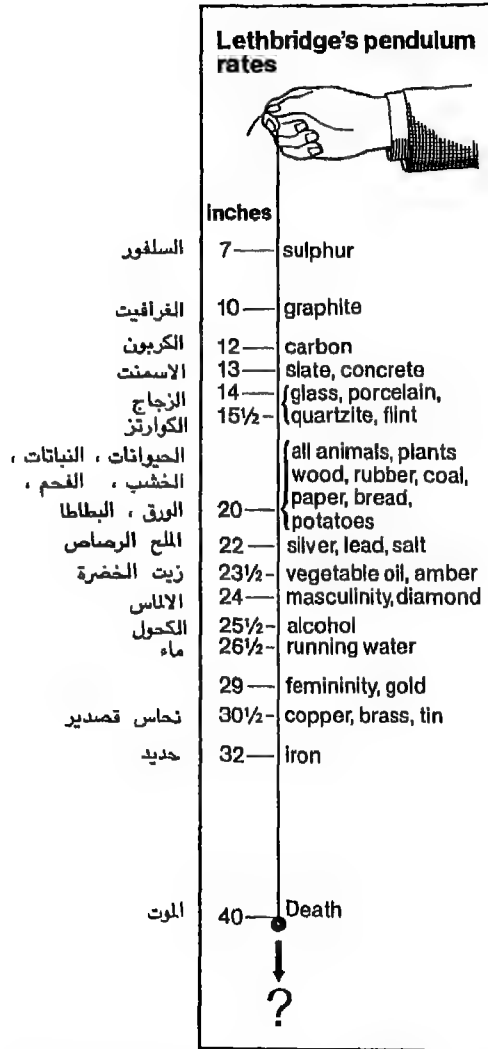 Lethbridge's pendulum
rates
inches
السلفور 7 sulphur
الغرافيت 10 graphite
الكربون 12 carbon
الاسمنت 13 slate, concrete
الزجاج 14 glass, porcelain,
الكوارتز 15½ quartzite, flint
الحيوانات ، النباتات ، all animals, plants
الخشب ، الفحم ، wood, rubber, coal,
paper, bread,
الورق ، البطاطا 20 potatoes
الملح الرصاص 22 silver, lead, salt
زيت الخضرة 23½ vegetable oil, amber
الالماس 24 masculinity, diamond
الكحول 25½ alcohol
ماء 26½ running water
29 femininity, gold
نحاس قصدير 30½ copper, brass, tin
حديد 32 iron
الموت 40 Death
?